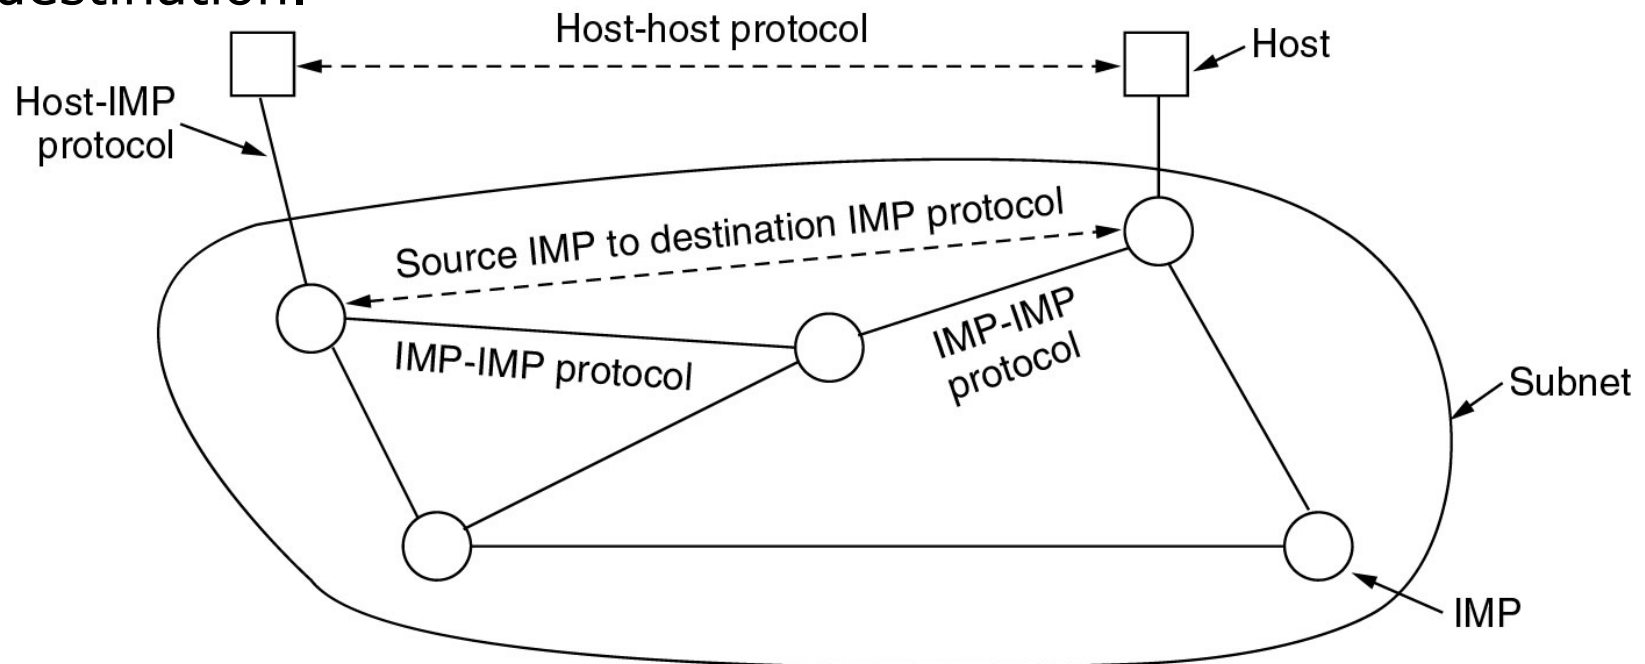 destination.
Host-host protocol
Host
Host-IMP
protocol
Source IMP to destination IMP protocol
IMP-IMP protocol
IMP-IMP
protocol
Subnet
IMP